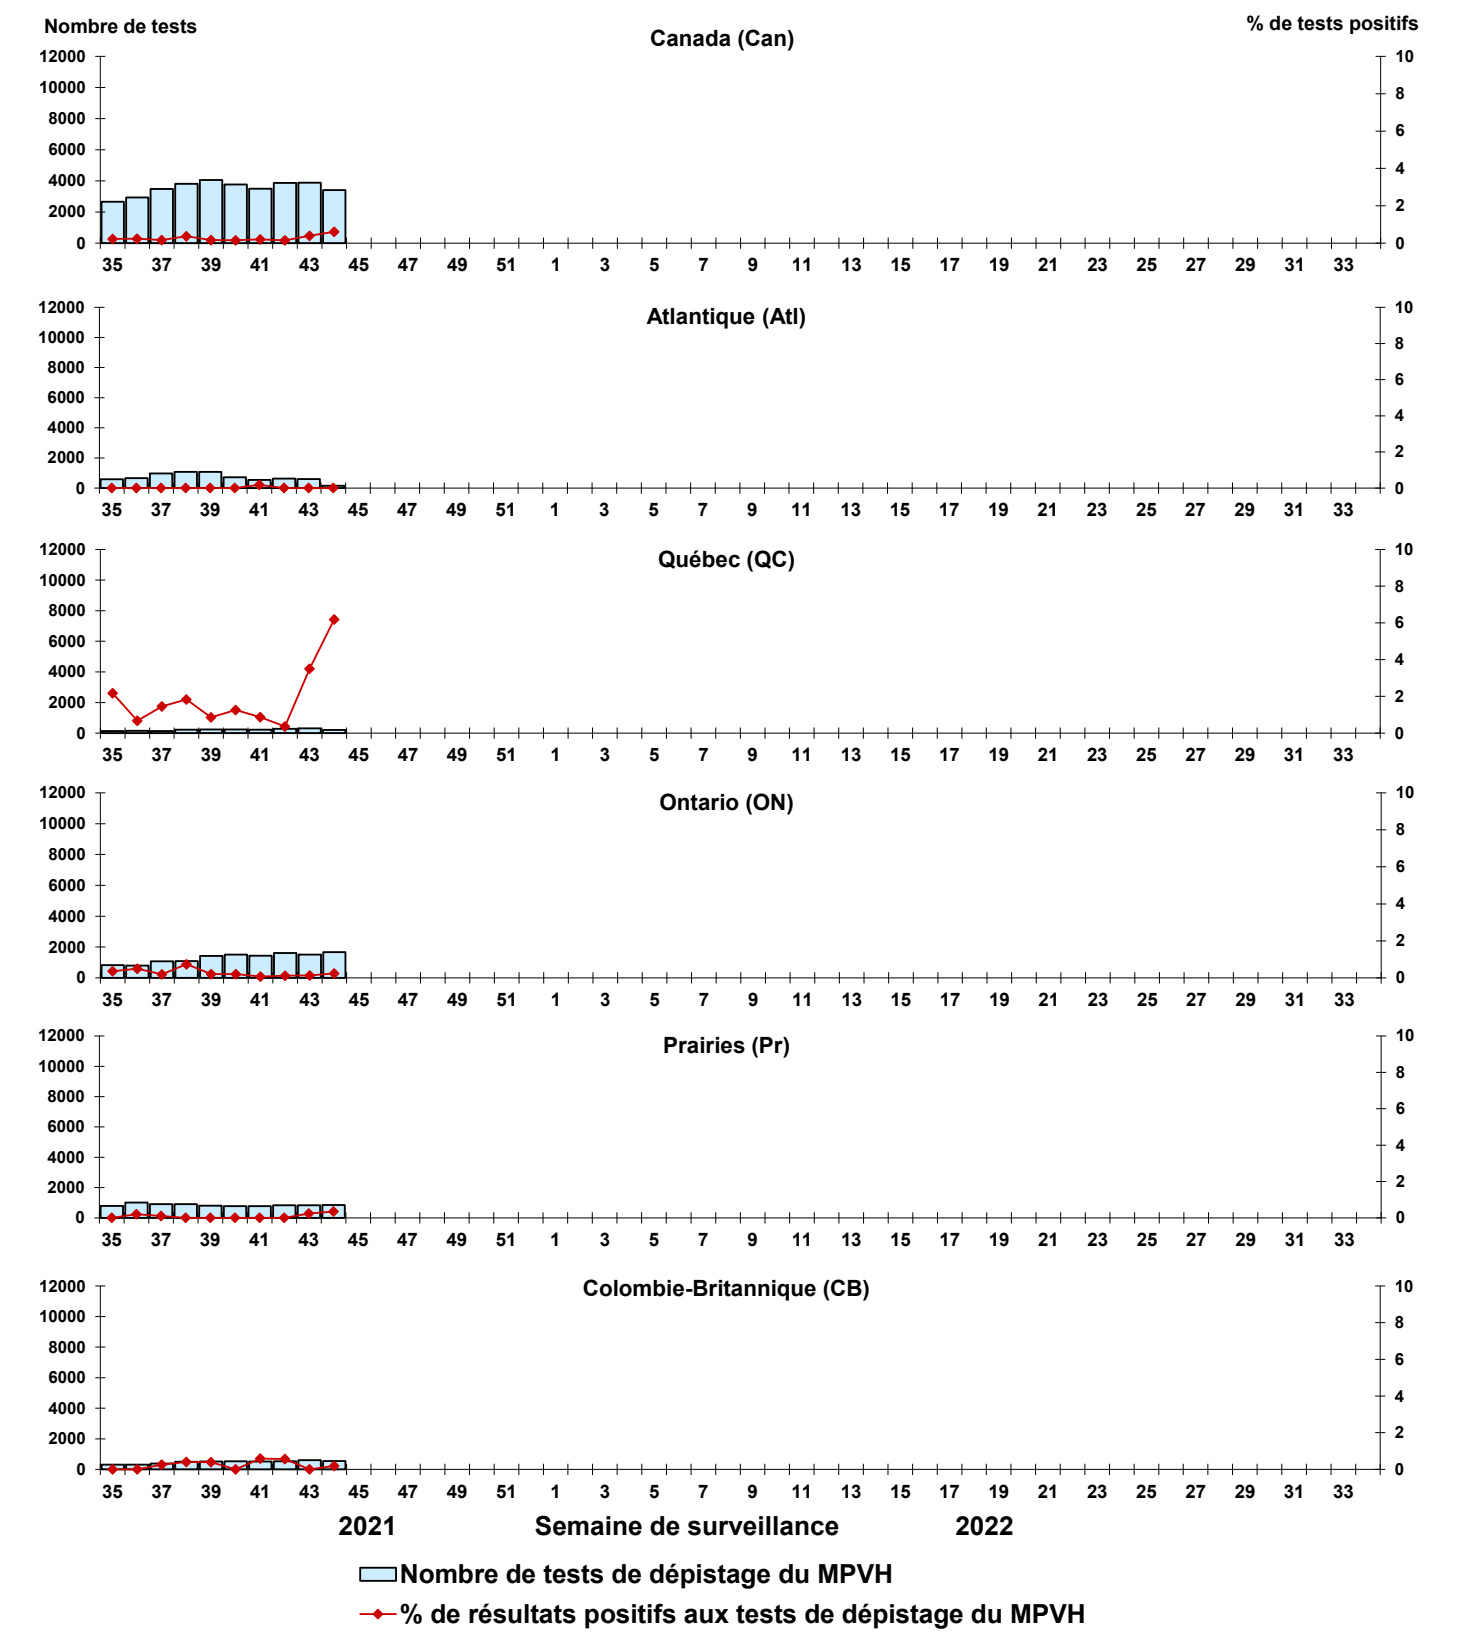 Nombre de tests
% de tests positifs
Canada (Can)
12000 10
10000 8
8000 6
6000 4
4000 2
2000 0
0
35 37 39 41 43 45 47 49 51 1 3 5 7 9 11 13 15 17 19 21 23 25 27 29 31 33
Atlantique (Atl)
12000 10
10000 8
8000 6
6000 4
4000 2
2000 0
0
35 37 39 41 43 45 47 49 51 1 3 5 7 9 11 13 15 17 19 21 23 25 27 29 31 33
Québec (QC)
12000 10
10000 8
8000 6
6000 4
4000 2
2000 0
0
35 37 39 41 43 45 47 49 51 1 3 5 7 9 11 13 15 17 19 21 23 25 27 29 31 33
Ontario (ON)
12000 10
10000 8
8000 6
6000 4
4000 2
2000 0
0
35 37 39 41 43 45 47 49 51 1 3 5 7 9 11 13 15 17 19 21 23 25 27 29 31 33
Prairies (Pr)
12000 10
10000 8
8000 6
6000 4
4000 2
2000 0
0
35 37 39 41 43 45 47 49 51 1 3 5 7 9 11 13 15 17 19 21 23 25 27 29 31 33
Colombie-Britannique (CB)
12000 10
10000 8
8000 6
6000 4
4000 2
2000 0
0
35 37 39 41 43 45 47 49 51 1 3 5 7 9 11 13 15 17 19 21 23 25 27 29 31 33
2021 Semaine de surveillance 2022
Nombre de tests de dépistage du MPVH
% de résultats positifs aux tests de dépistage du MPVH